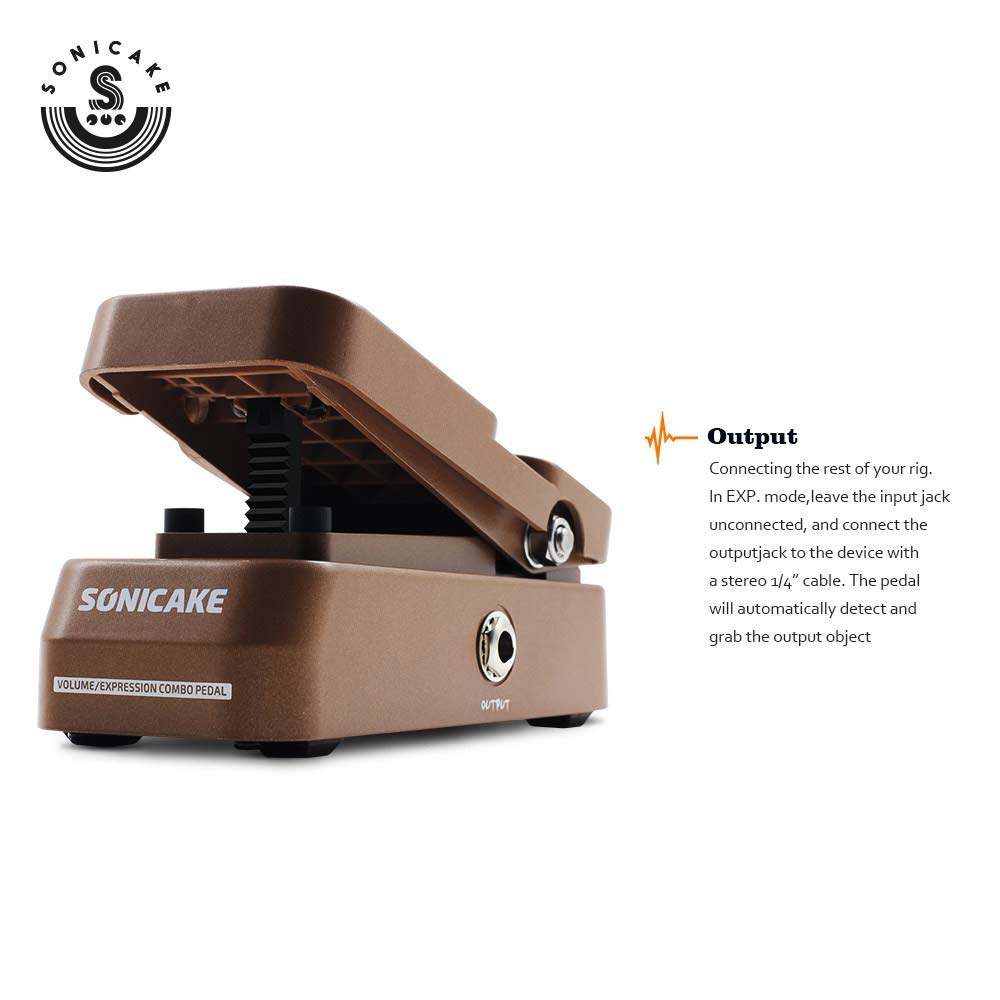 SONICAKE
S
Output
Connecting the rest of your rig.
In EXP. mode,leave the input jack
unconnected, and connect the
outputjack to the device with
a stereo 1/4” cable. The pedal
will automatically detect and
grab the output object
SONICAKE
VOLUME/EXPRESSION COMBO PEDAL
OUTPUT